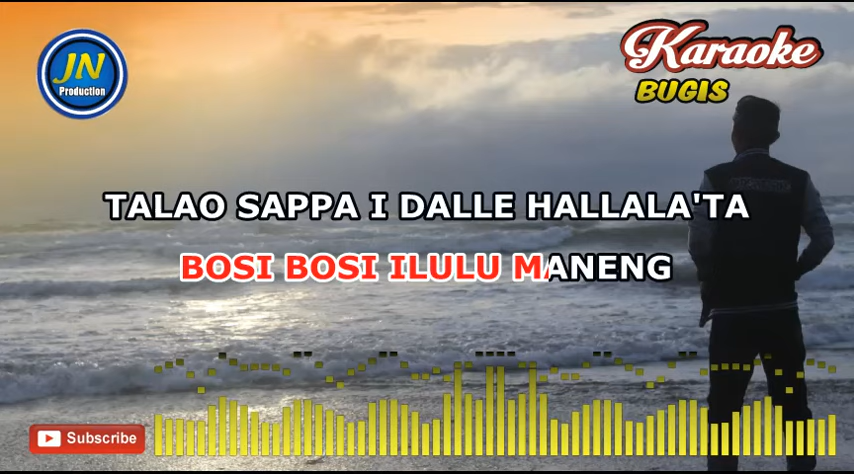 JN
Production
Karaoke
BUGIS
TALAO SAPPA I DALLE HALLALA'TA
BOSI BOSI ILULU MANENG
Subscribe